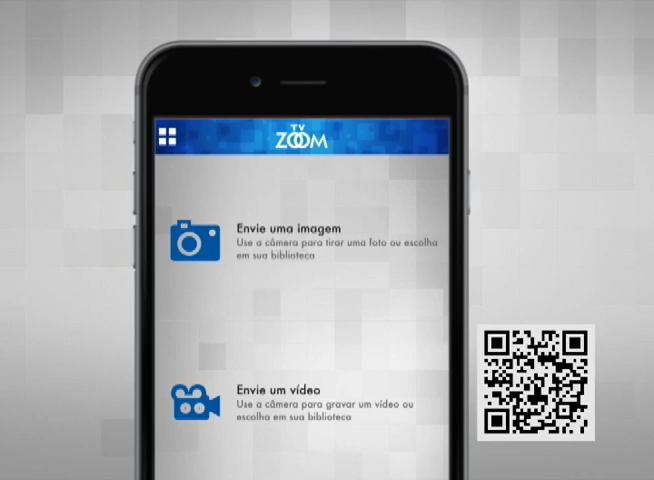 TV
ZOOM
Envie uma imagem
Use a câmera para tirar uma foto ou escolha
em sua biblioteca
Envie um vídeo
Use a câmera para gravar um vídeo ou
escolha em sua biblioteca